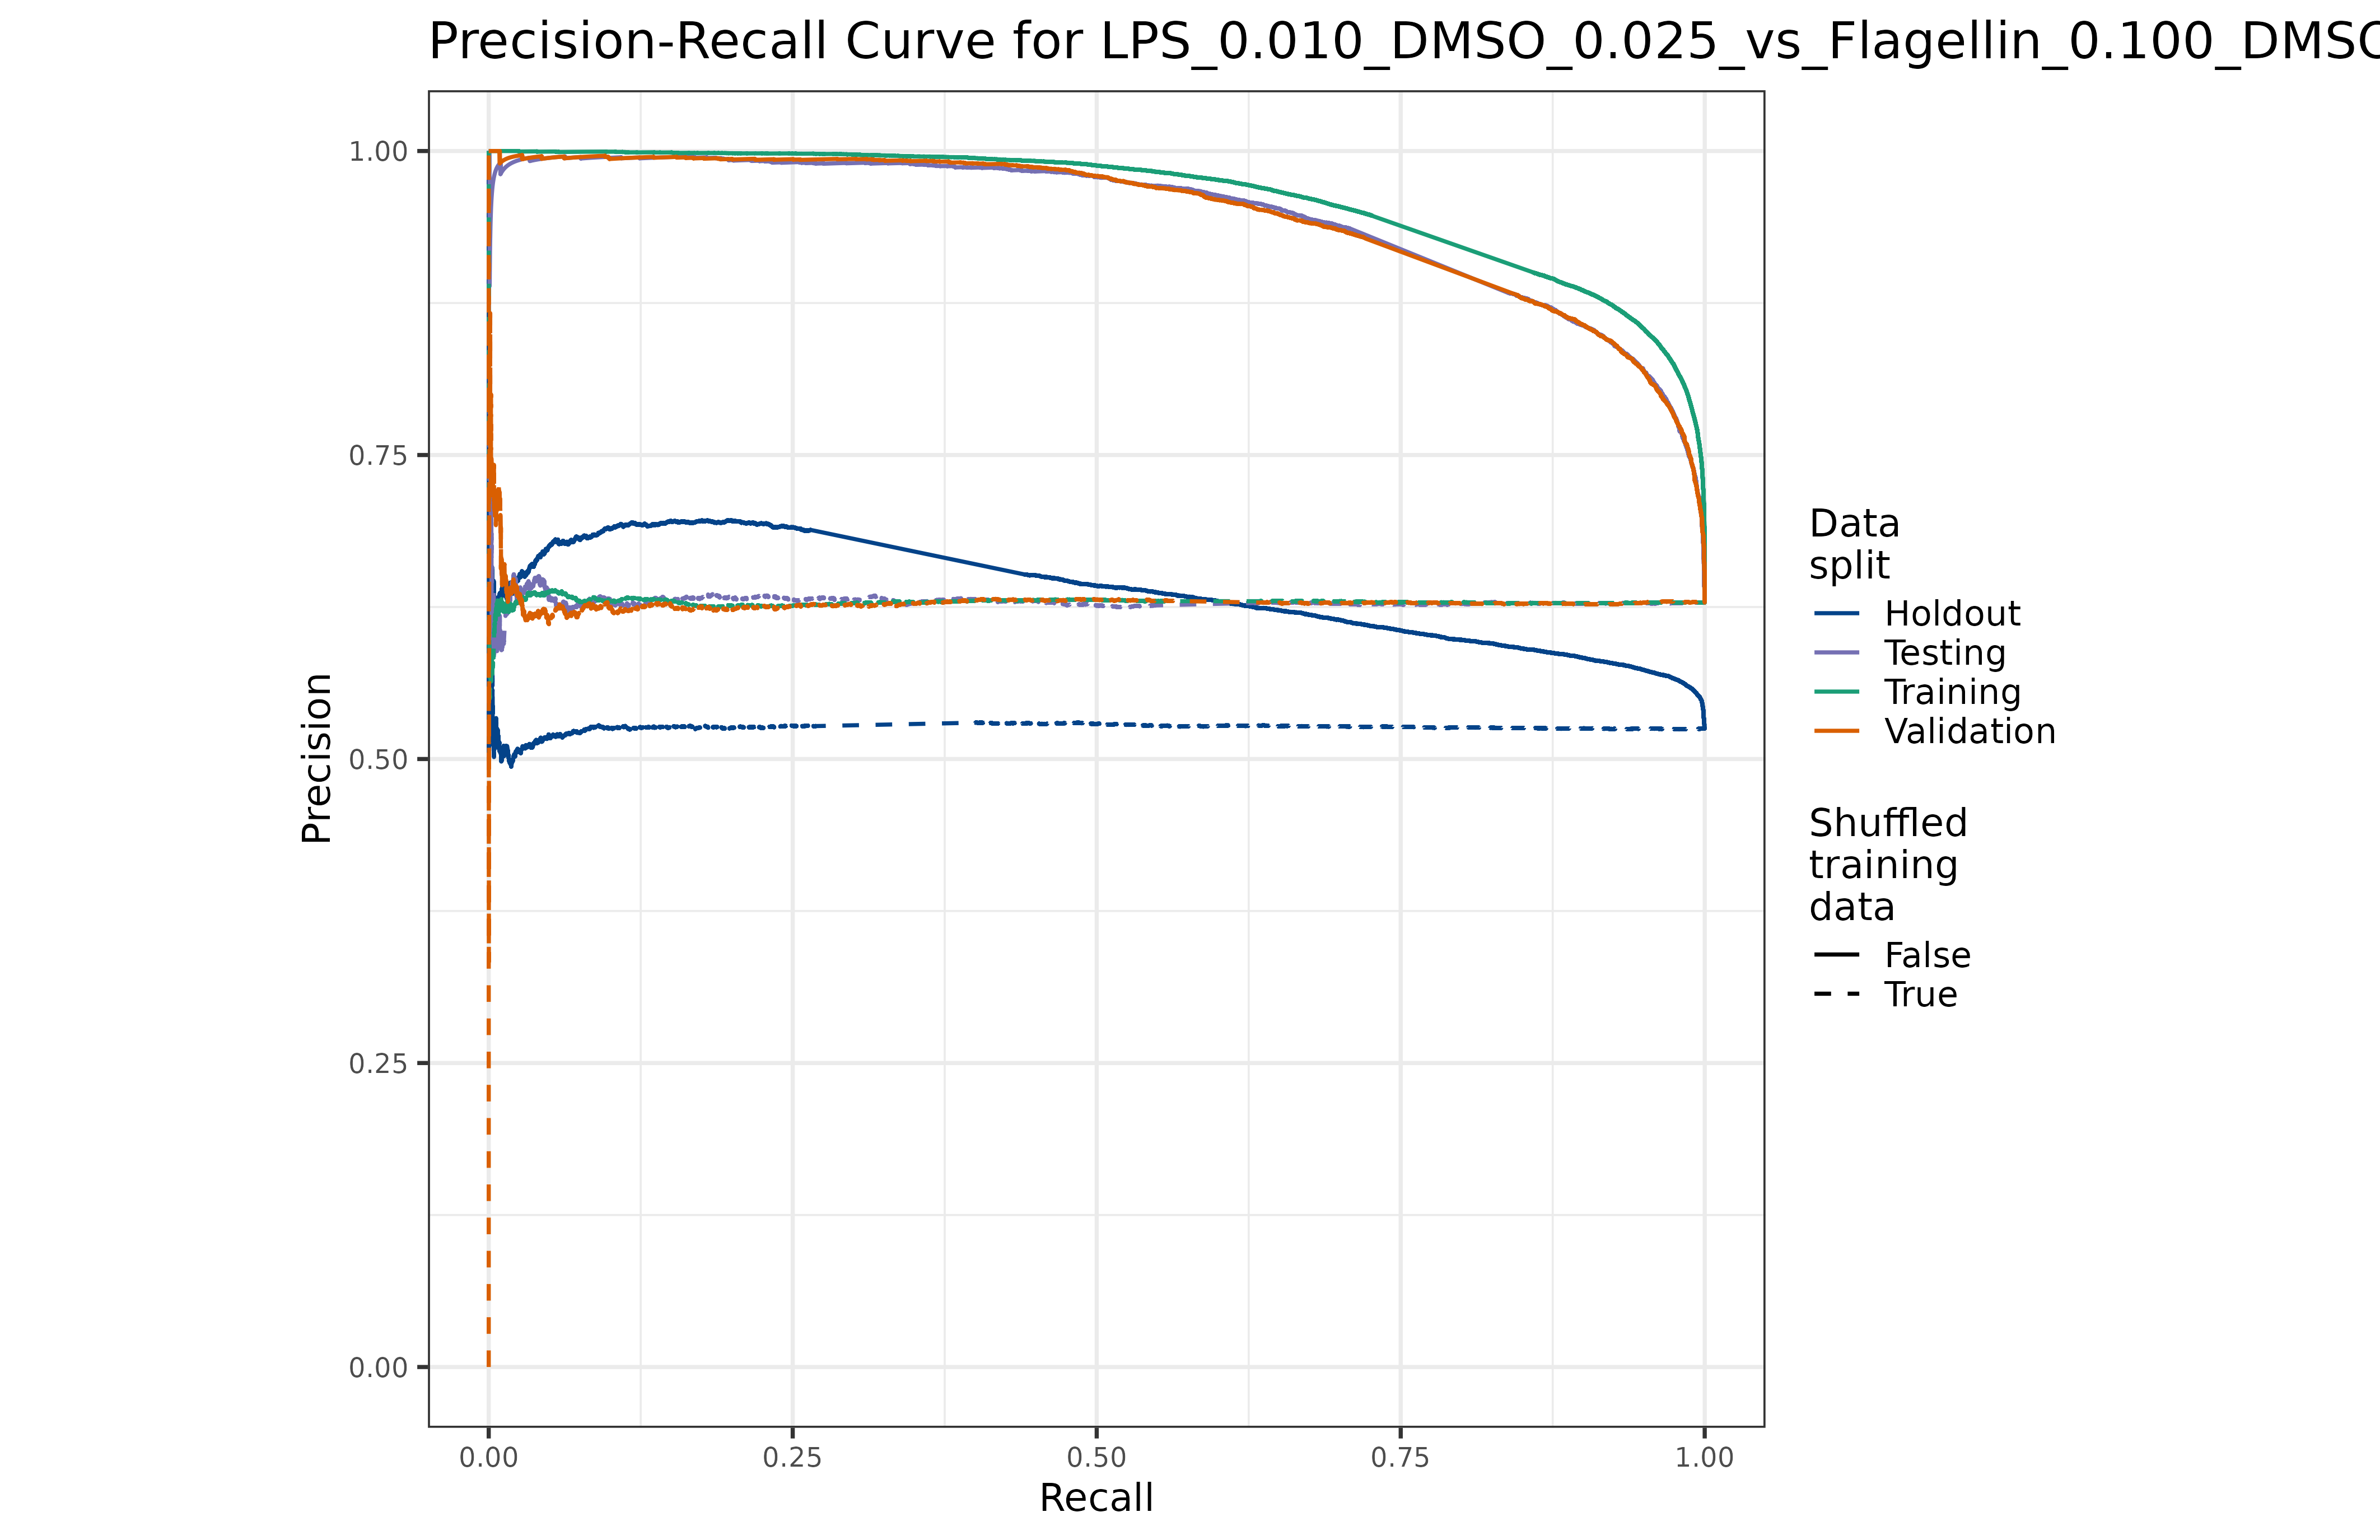 Precision-Recall Curve for LPS_0.010_DMSO_0.025_vs_Flagellin_0.100_DMSO
1.00
0.75
0.50
0.25
0.00
Precision
0.00 0.25 0.50 0.75 1.00
Recall
Data
split
Holdout
Testing
Training
Validation
Shuffled
training
data
False
True